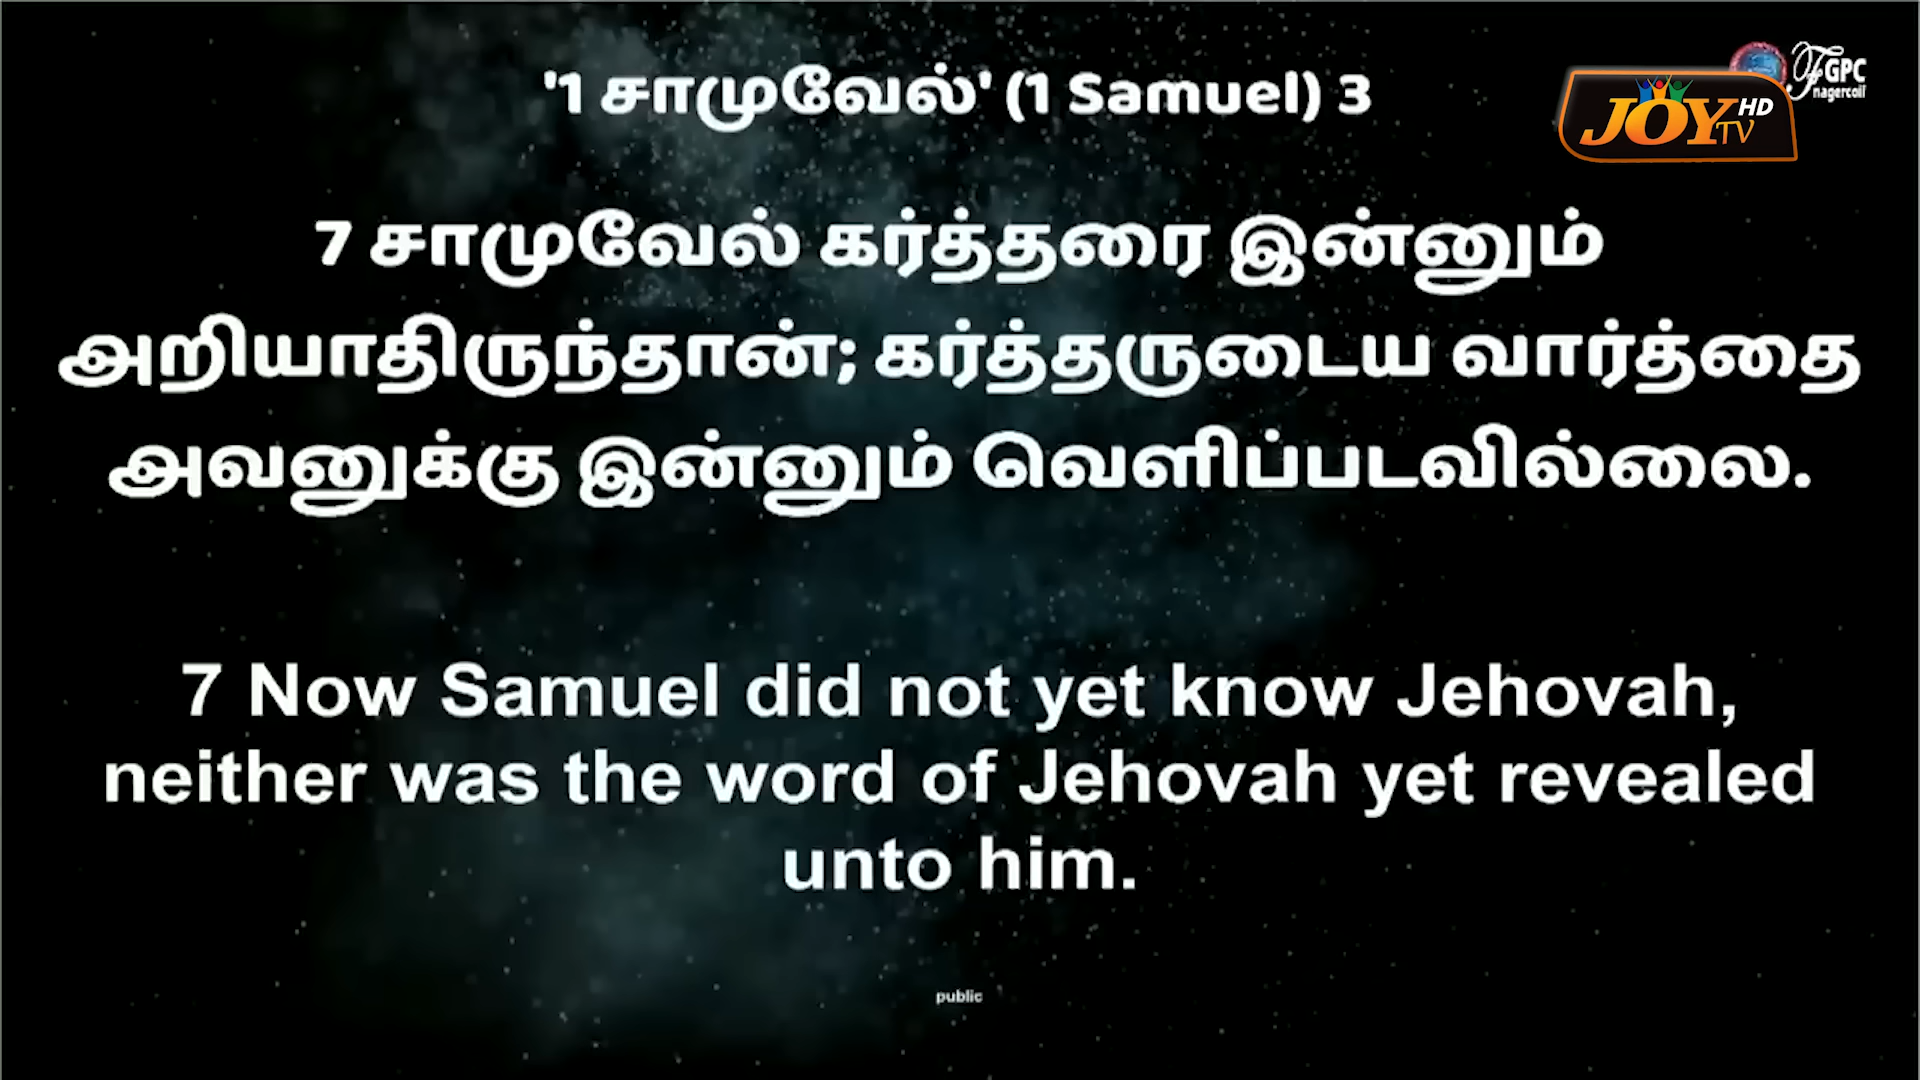 '1 சாமுவேல்' (1 Samuel) 3
FGPC
nagercoil
JOY TV HD
7 சாமுவேல் கர்த்தரை இன்னும்
அறியாதிருந்தான்; கர்த்தருடைய வார்த்தை
அவனுக்கு இன்னும் வெளிப்படவில்லை.
7 Now Samuel did not yet know Jehovah,
neither was the word of Jehovah yet revealed
unto him.
public